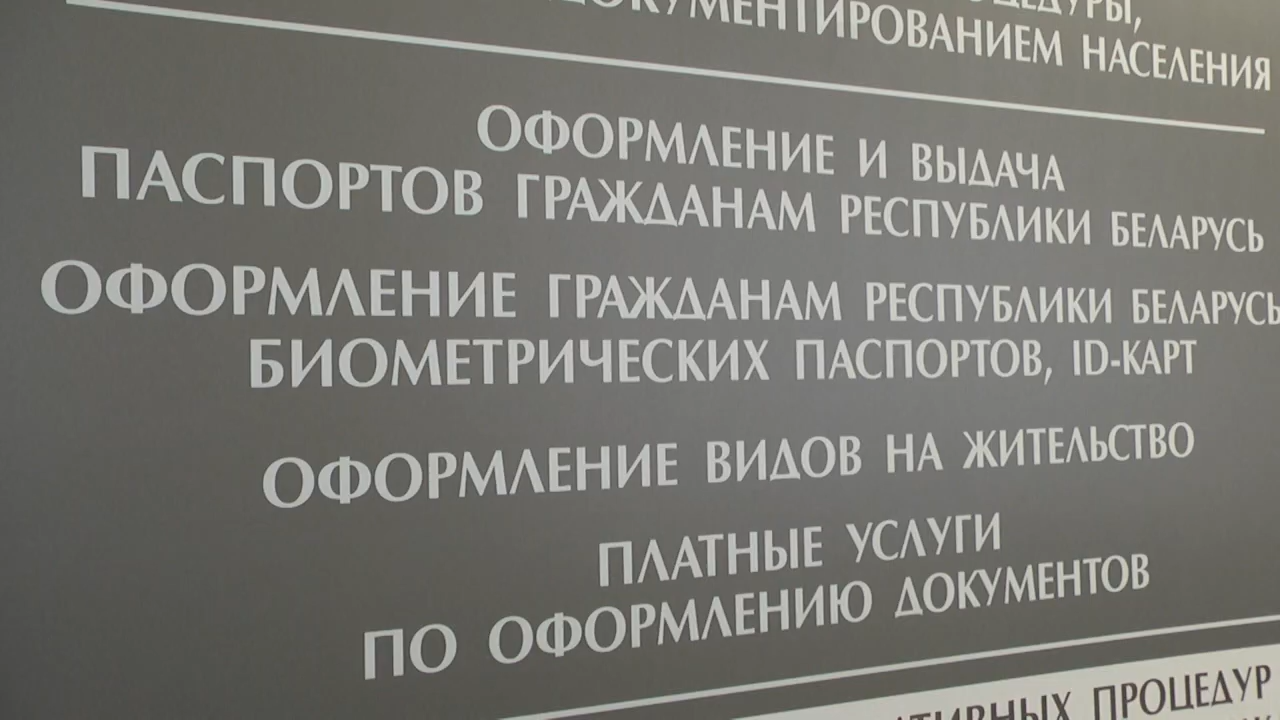 ДОКУМЕНТИРОВАНИЕМ НАСЕЛЕНИЯ
ОФОРМЛЕНИЕ И ВЫДАЧА
ПАСПОРТОВ ГРАЖДАНАМ РЕСПУБЛИКИ БЕЛАРУСЬ
ОФОРМЛЕНИЕ ГРАЖДАНАМ РЕСПУБЛИКИ БЕЛАРУСЬ
БИОМЕТРИЧЕСКИХ ПАСПОРТОВ, ID-КАРТ
ОФОРМЛЕНИЕ ВИДОВ НА ЖИТЕЛЬСТВО
ПЛАТНЫЕ УСЛУГИ
ПО ОФОРМЛЕНИЮ ДОКУМЕНТОВ
ПРОЦЕДУР